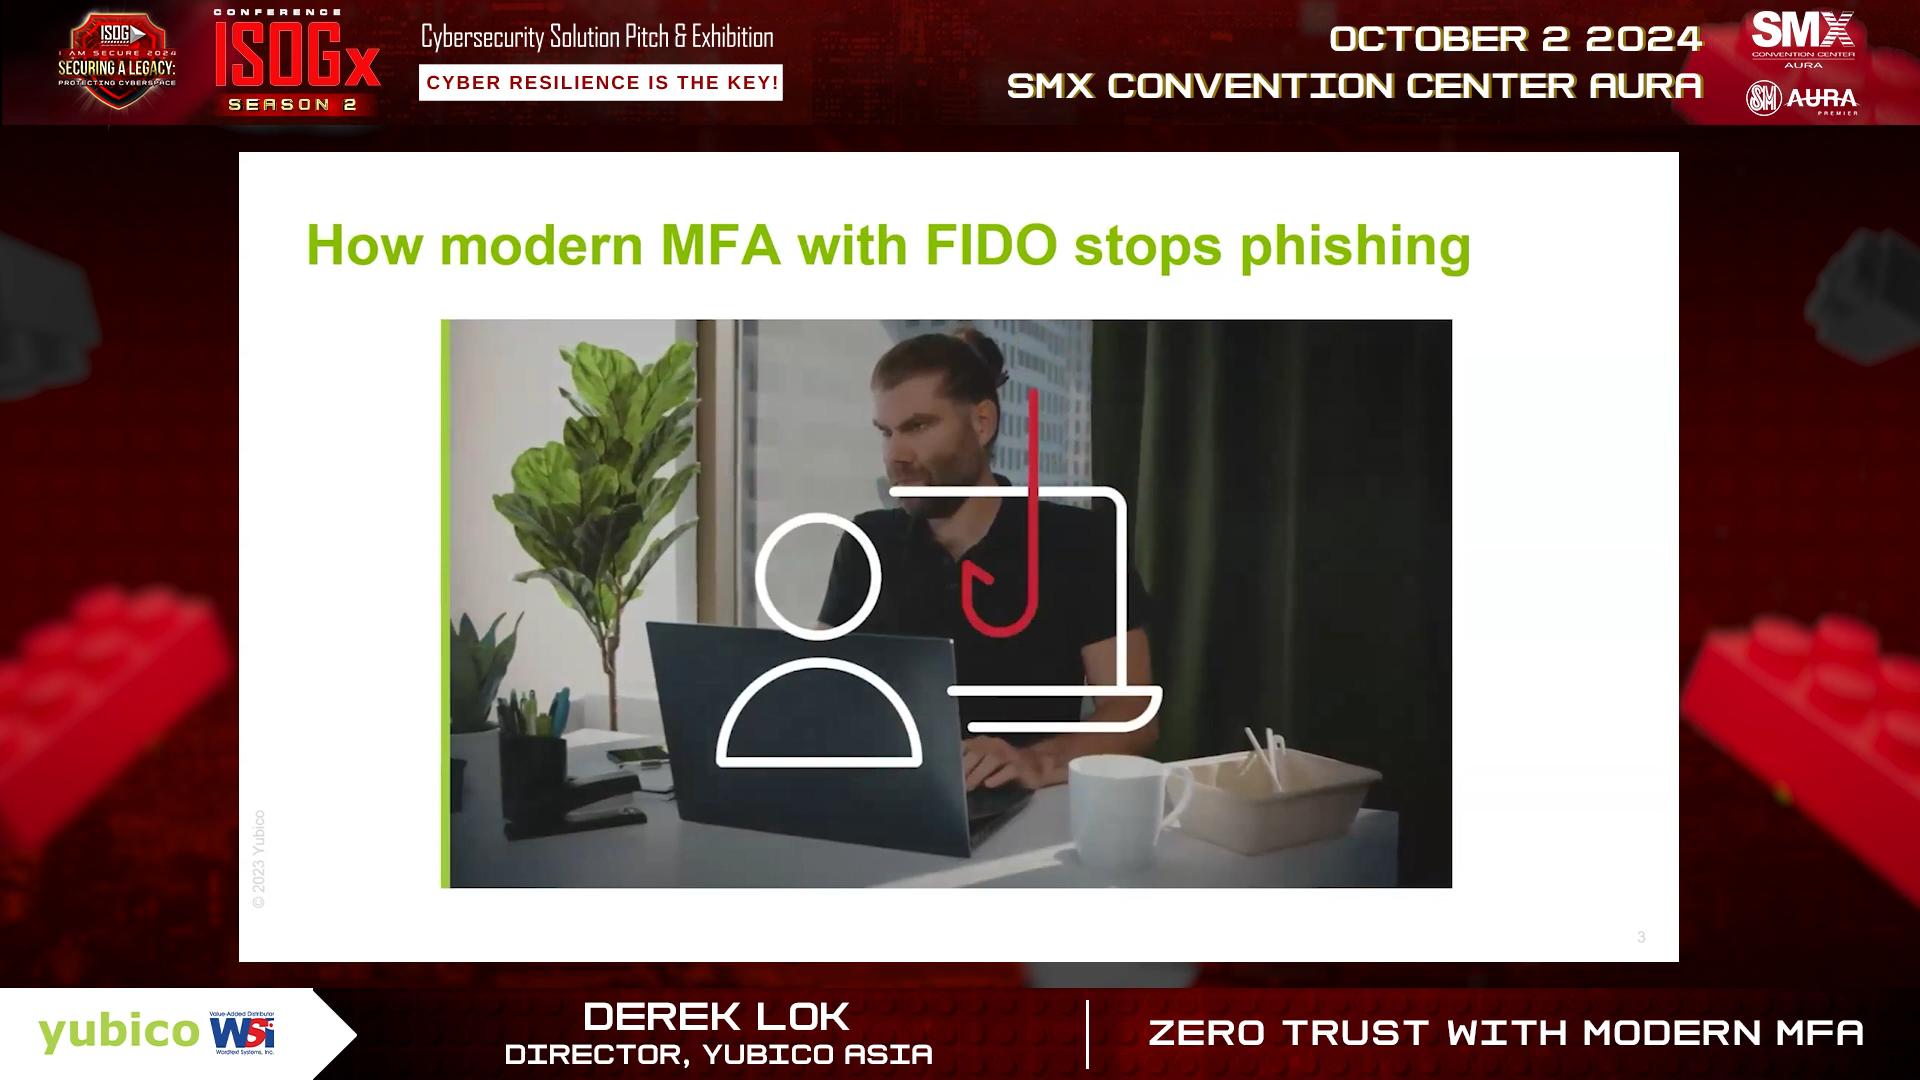 ISOG
I AM SECURE 2024
SECURING A LEGACY:
PROTECTING CYBERSPACE
CONFERENCE
ISOGx
SEASON 2
Cybersecurity Solution Pitch & Exhibition
CYBER RESILIENCE IS THE KEY!
OCTOBER 2 2024
SMX CONVENTION CENTER AURA
SMX
CONVENTION CENTER
AURA
SM AURA
PREMIER
How modern MFA with FIDO stops phishing
© 2023 Yubico
3
yubico
Value-Added Distributor
WSi
Wordtext Systems, Inc.
DEREK LOK
DIRECTOR, YUBICO ASIA
ZERO TRUST WITH MODERN MFA